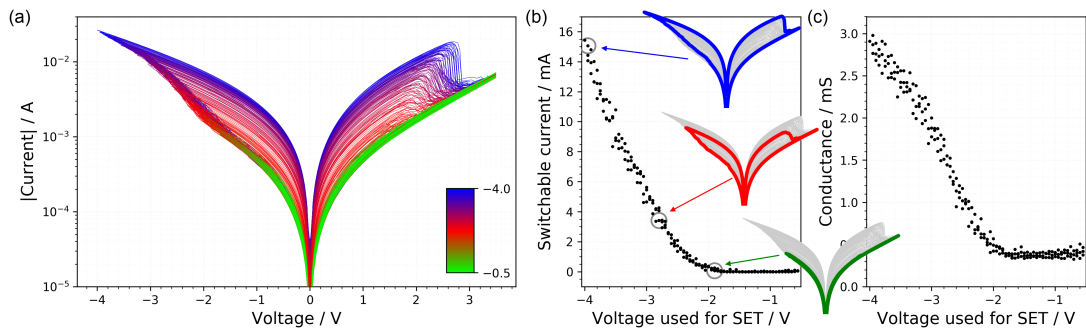 (a)
|Current| / A
10⁻²
10⁻³
10⁻⁴
10⁻⁵
−4.0
−0.5
−4 −3 −2 −1 0 1 2 3
Voltage / V
(b)
Switchable current / mA
16
14
12
10
8
6
4
2
0
−4 −3 −2 −1
Voltage used for SET / V
(c)
Conductance / mS
3.0
2.5
2.0
1.5
1.0
0.0
−4 −3 −2 −1
Voltage used for SET / V